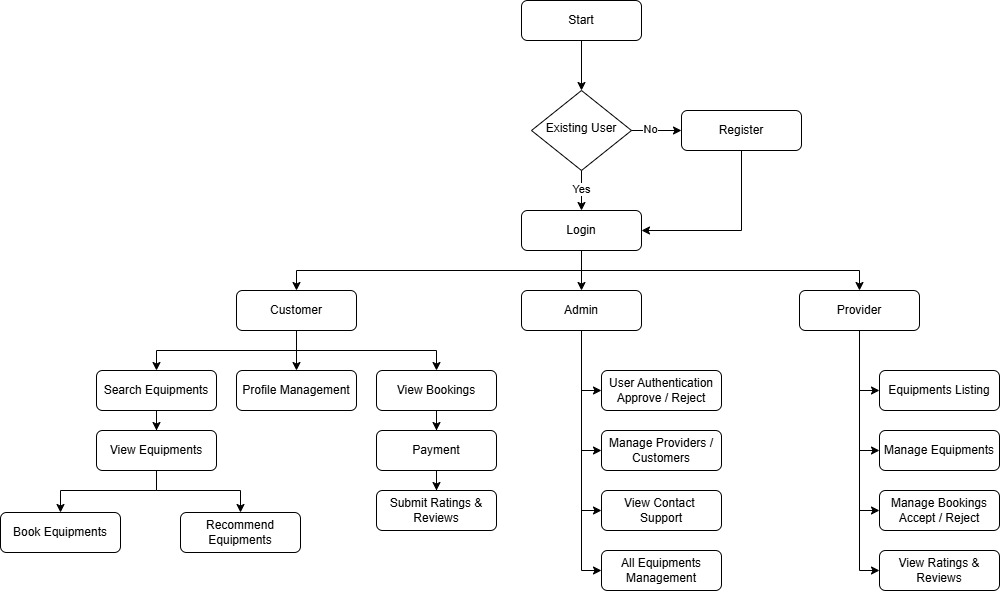 Start
Existing User
No
Register
Yes
Login
Customer
Admin
Provider
Search Equipments
Profile Management
View Bookings
User Authentication
Approve / Reject
Equipments Listing
View Equipments
Payment
Manage Providers /
Customers
Manage Equipments
Submit Ratings &
Reviews
View Contact
Support
Manage Bookings
Accept / Reject
Book Equipments
Recommend
Equipments
All Equipments
Management
View Ratings &
Reviews